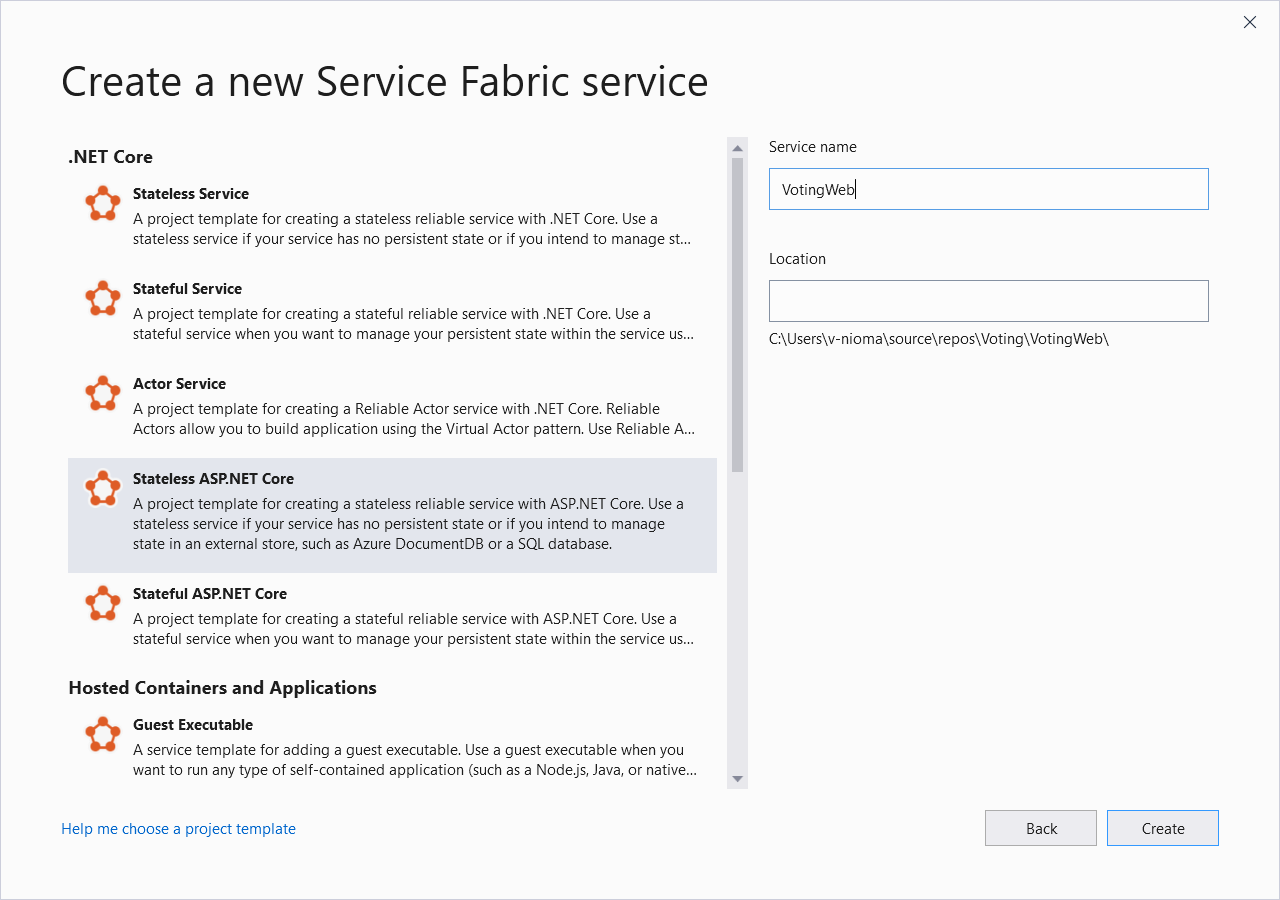 Create a new Service Fabric service
.NET Core
Stateless Service
A project template for creating a stateless reliable service with .NET Core. Use a
stateless service if your service has no persistent state or if you intend to manage st...
Stateful Service
A project template for creating a stateful reliable service with .NET Core. Use a
stateful service when you want to manage your persistent state within the service us...
Actor Service
A project template for creating a Reliable Actor service with .NET Core. Reliable
Actors allow you to build application using the Virtual Actor pattern. Use Reliable A...
Stateless ASP.NET Core
A project template for creating a stateless reliable service with ASP.NET Core. Use a
stateless service if your service has no persistent state or if you intend to manage
state in an external store, such as Azure DocumentDB or a SQL database.
Stateful ASP.NET Core
A project template for creating a stateful reliable service with ASP.NET Core. Use a
stateful service when you want to manage your persistent state within the service us...
Hosted Containers and Applications
Guest Executable
A service template for adding a guest executable. Use a guest executable when you
want to run any type of self-contained application (such as a Node.js, Java, or native...
Service name
VotingWeb
Location
C:\Users\v-nioma\source\repos\Voting\VotingWeb\
Help me choose a project template
Back
Create